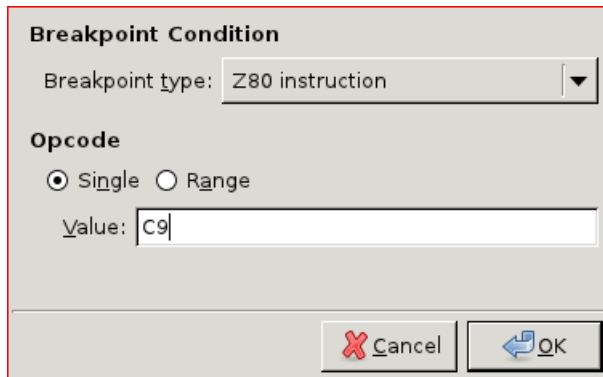 Breakpoint Condition
Breakpoint type: Z80 instruction
Opcode
Single Range
Value: C9
Cancel OK